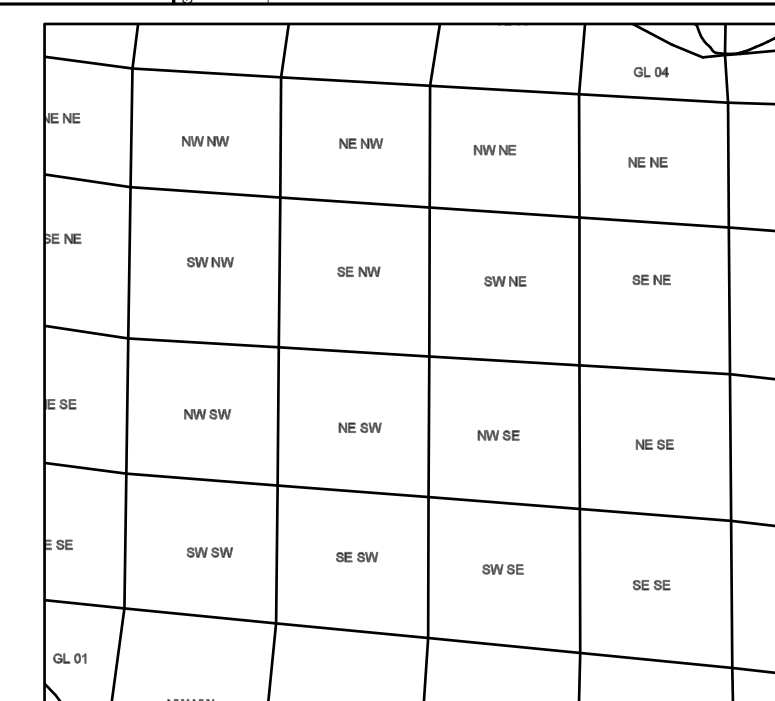 GL 04
NE NE
NW NW
NE NW
NW NE
NE NE
SE NE
SW NW
SE NW
SW NE
SE NE
E SE
NW SW
NE SW
NW SE
NE SE
E SE
SW SW
SE SW
SW SE
SE SE
GL 01